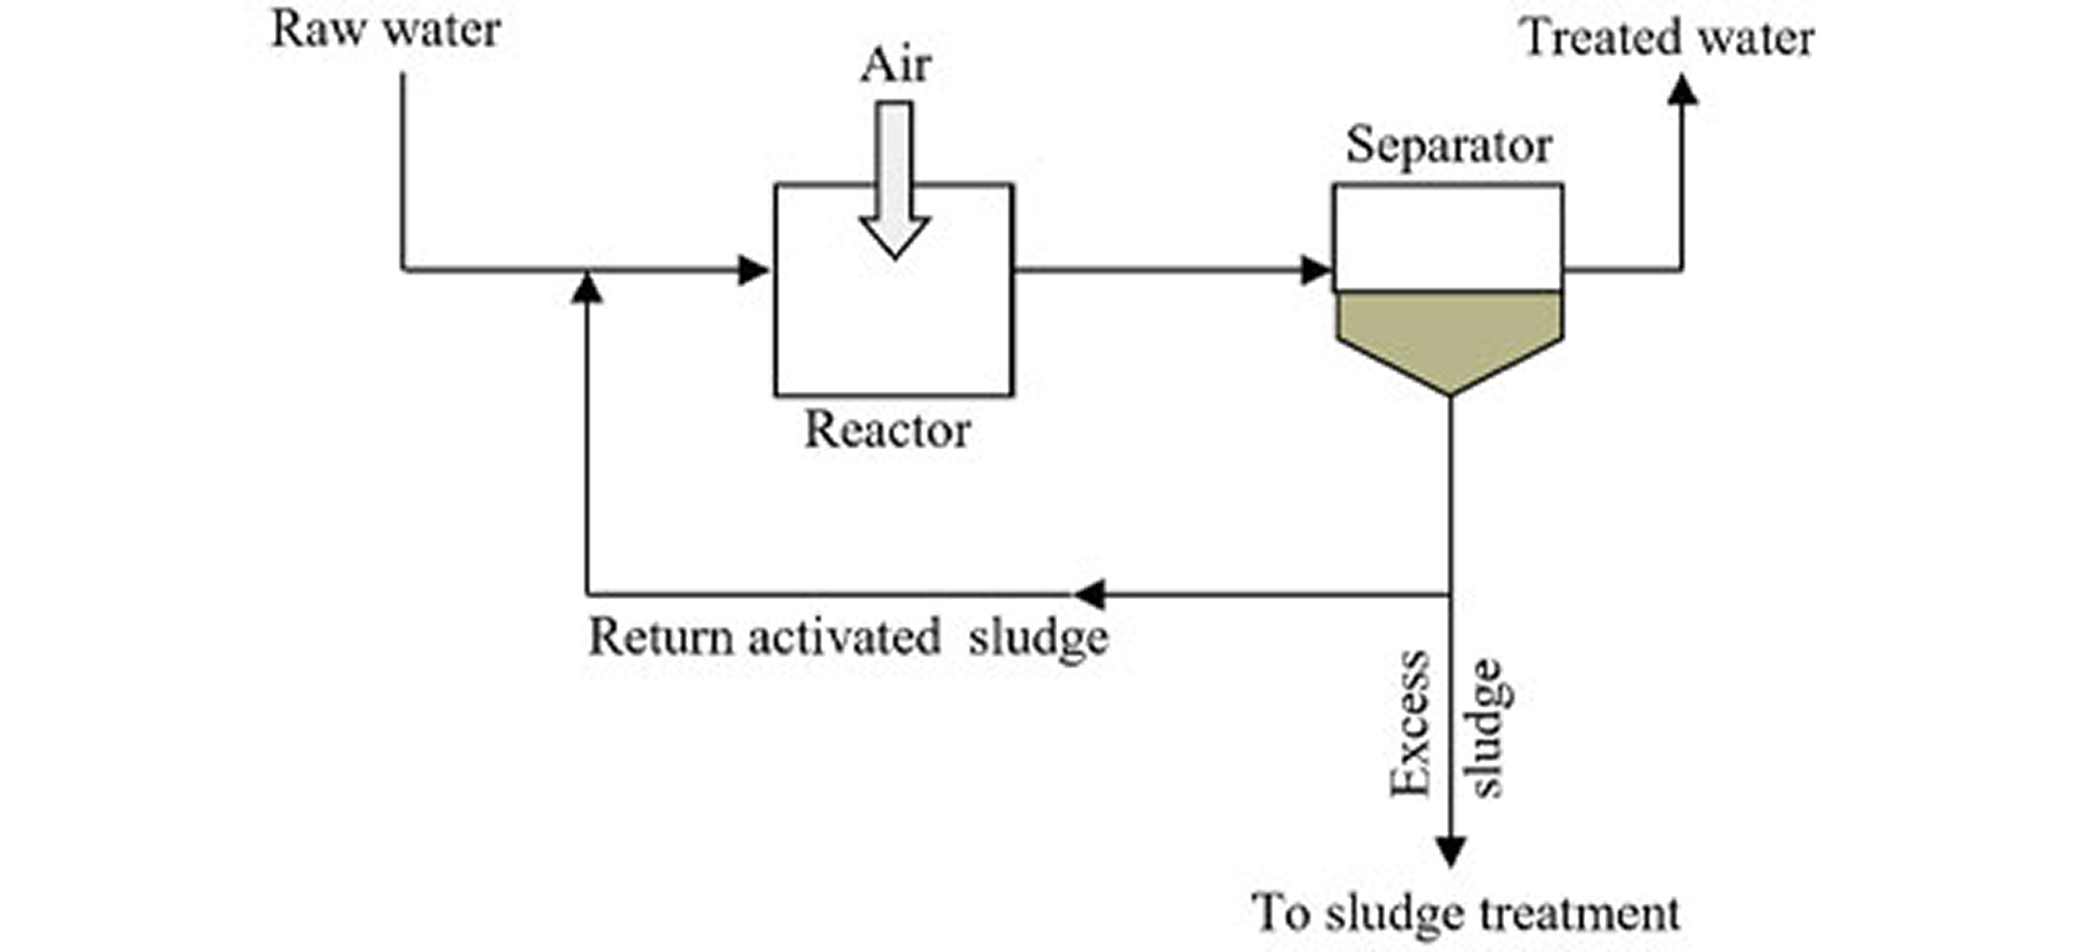 Raw water
Air
Treated water
Separator
Reactor
Return activated sludge
Excess
sludge
To sludge treatment